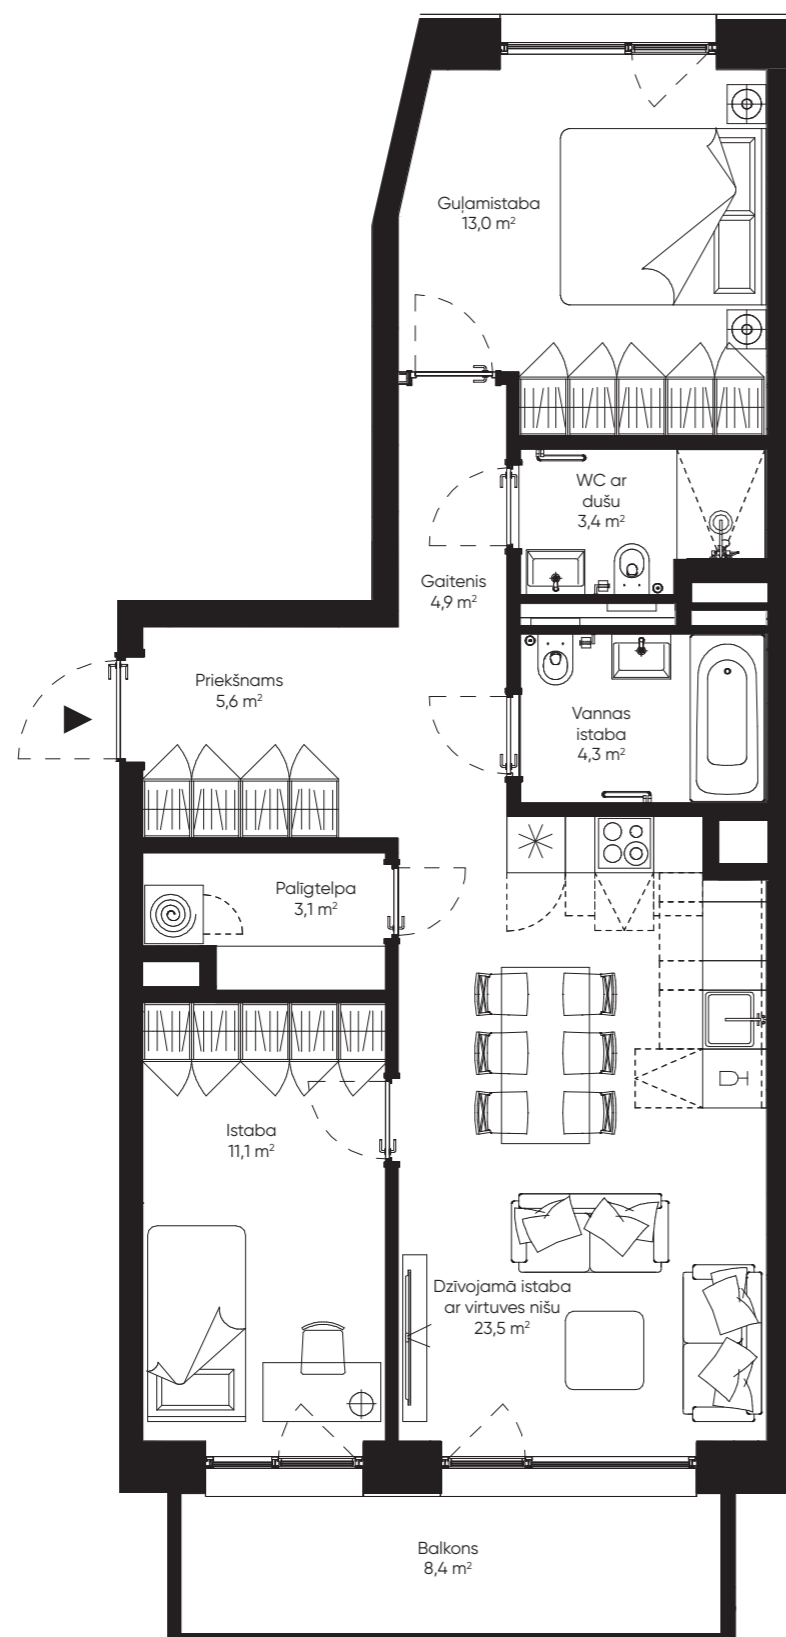 Guļamistaba
13,0 m²
WC ar
dušu
3,4 m²
Gaitenis
4,9 m²
Priekšnams
5,6 m²
Vannas
istaba
4,3 m²
Palīgtelpa
3,1 m²
Istaba
11,1 m²
Dzīvojamā istaba
ar virtuves nišu
23,5 m²
Balkons
8,4 m²